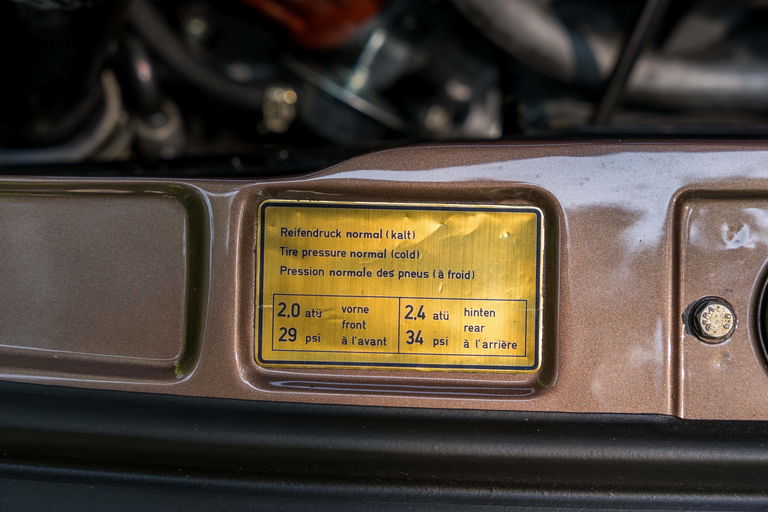 Reifendruck normal (kalt)
Tire pressure normal (cold)
Pression normale des pneus (à froid)
2.0 atü vorne
front
29 psi à l'avant
2.4 atü hinten
rear
34 psi à l'arrière